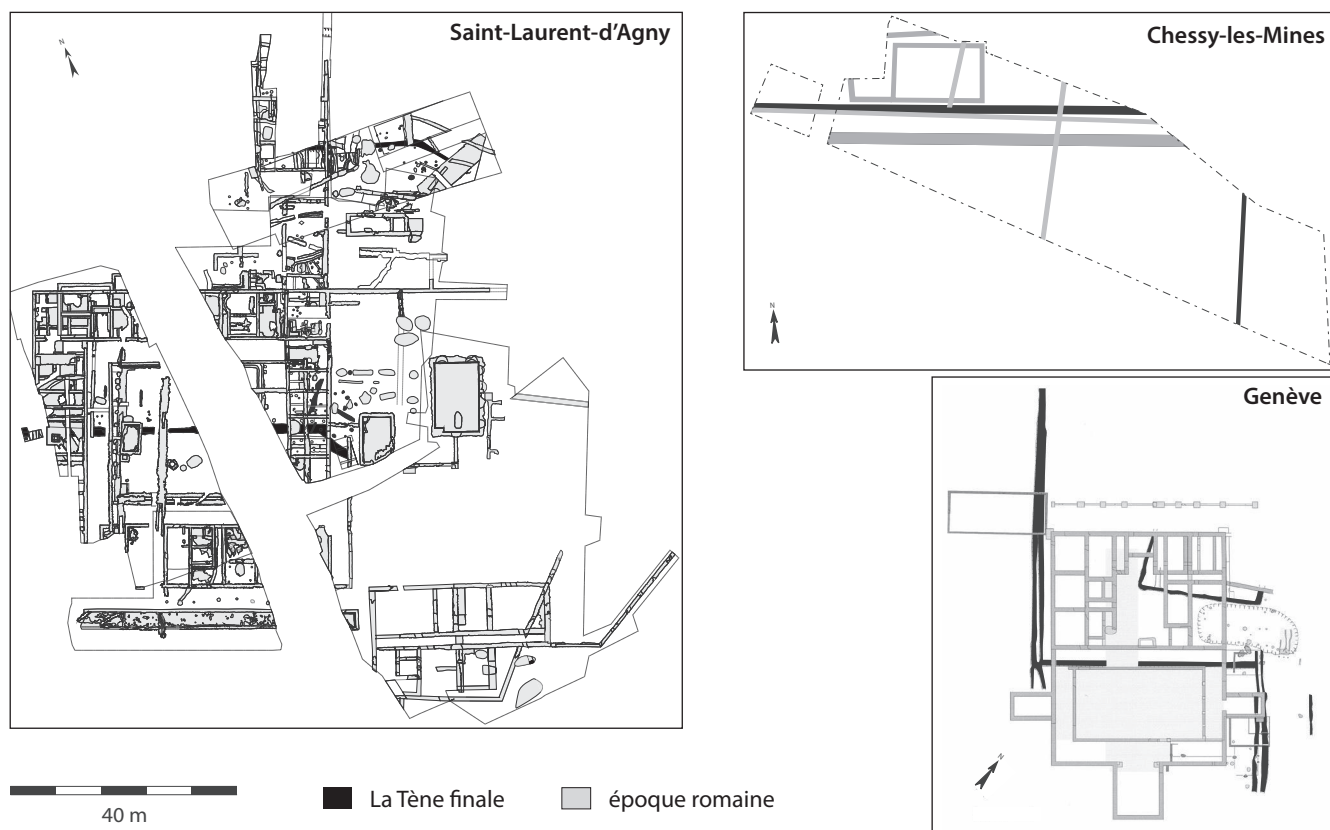 Saint-Laurent-d'Agny
N
Chessy-les-Mines
N
Genève
N
40 m
La Tène finale
époque romaine